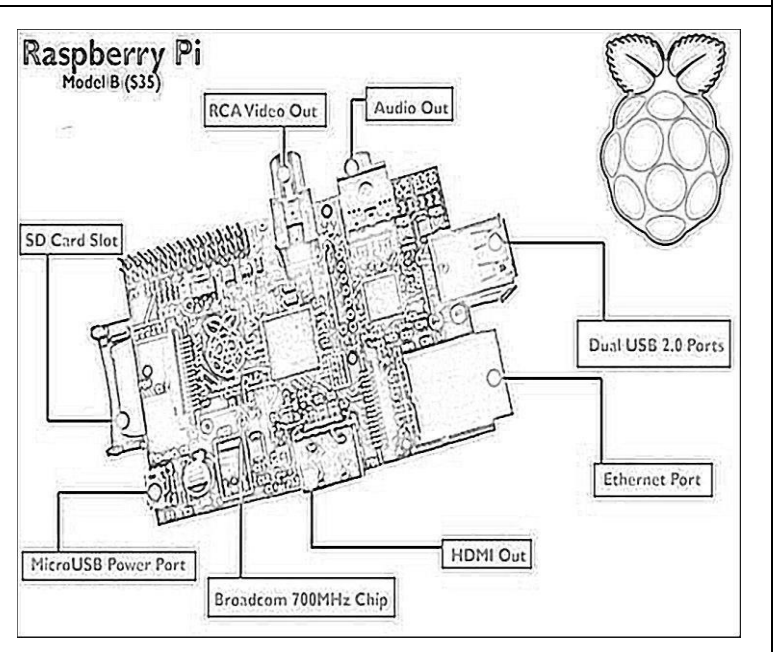 Raspberry Pi
Model B ($35)
RCA Video Out
Audio Out
SD Card Slot
Dual USB 2.0 Ports
Ethernet Port
HDMI Out
MicroUSB Power Port
Broadcom 700MHz Chip